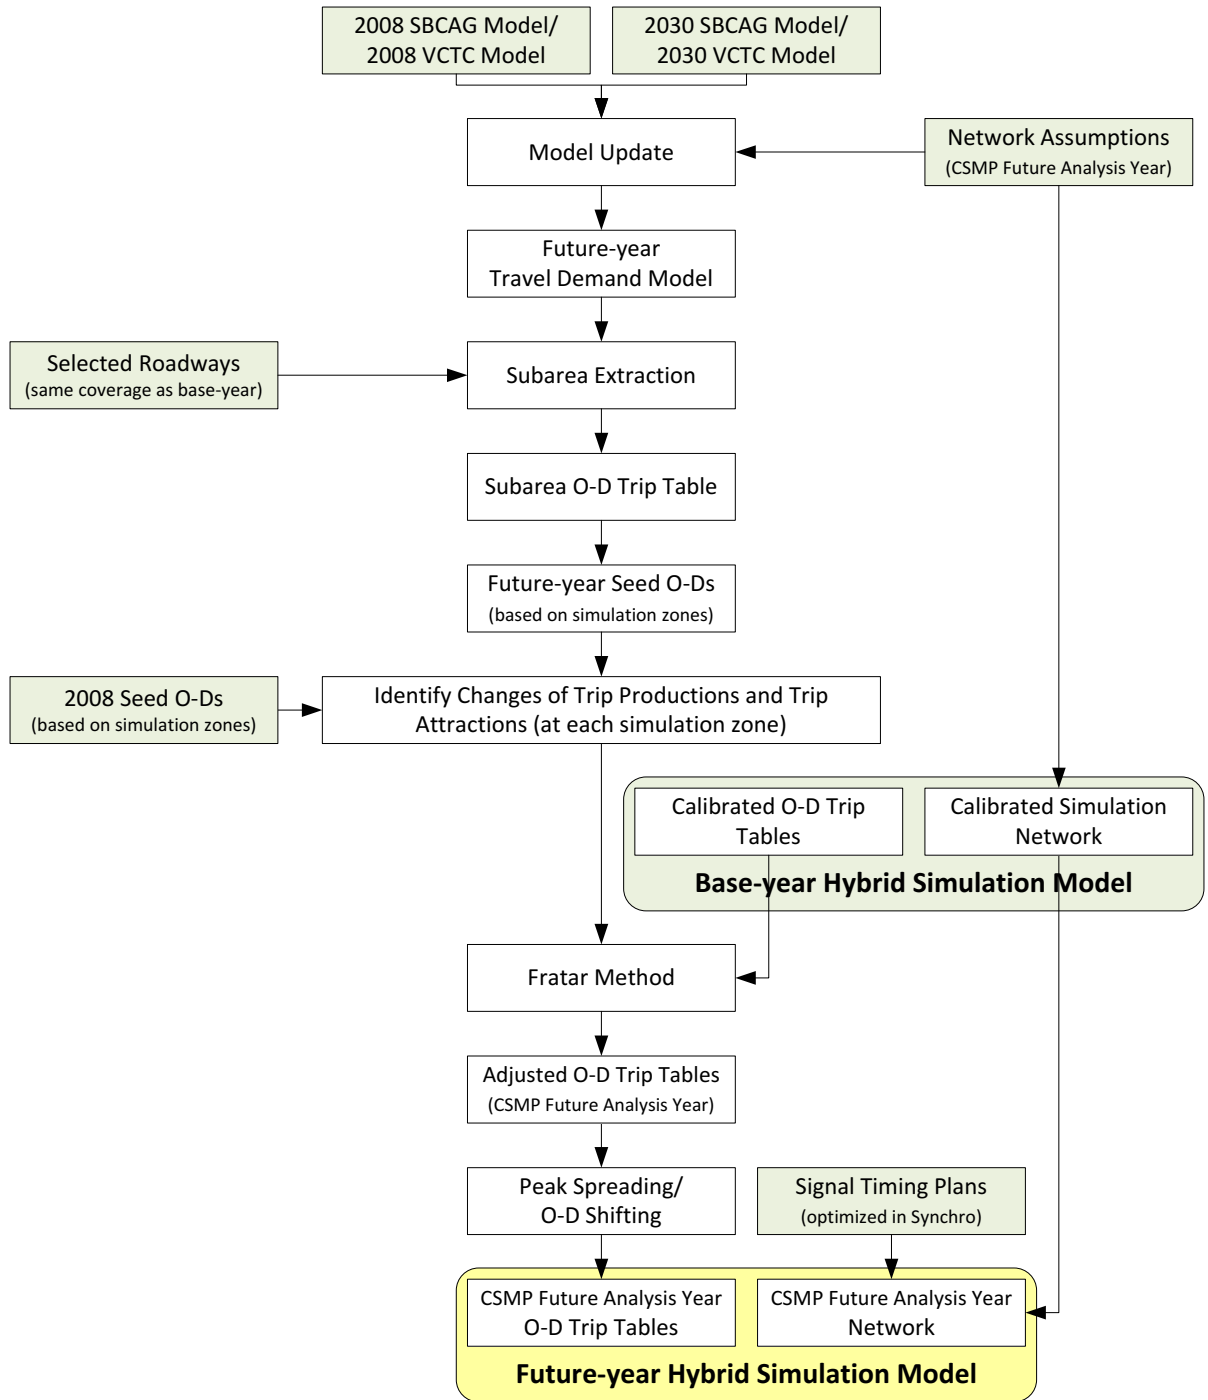 2008 SBCAG Model/
2008 VCTC Model
2030 SBCAG Model/
2030 VCTC Model
Model Update
Network Assumptions
(CSMP Future Analysis Year)
Future-year
Travel Demand Model
Selected Roadways
(same coverage as base-year)
Subarea Extraction
Subarea O-D Trip Table
Future-year Seed O-Ds
(based on simulation zones)
2008 Seed O-Ds
(based on simulation zones)
Identify Changes of Trip Productions and Trip
Attractions (at each simulation zone)
Calibrated O-D Trip
Tables
Calibrated Simulation
Network
Base-year Hybrid Simulation Model
Fratar Method
Adjusted O-D Trip Tables
(CSMP Future Analysis Year)
Peak Spreading/
O-D Shifting
Signal Timing Plans
(optimized in Synchro)
CSMP Future Analysis Year
O-D Trip Tables
CSMP Future Analysis Year
Network
Future-year Hybrid Simulation Model